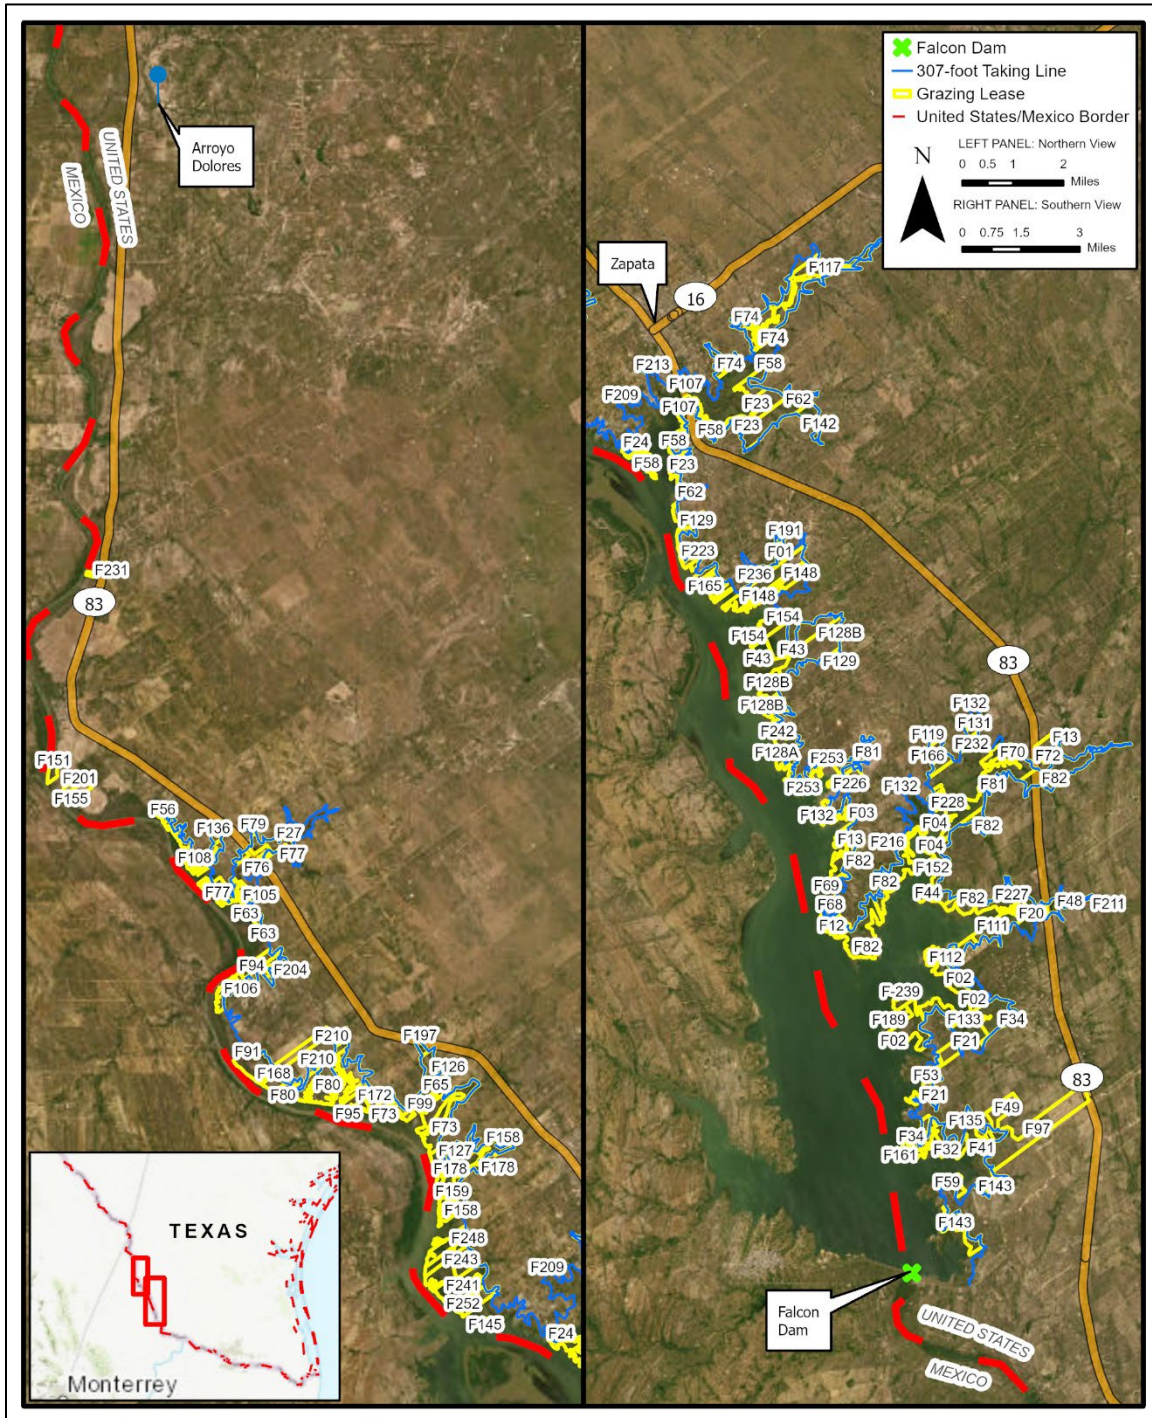 Arroyo
Dolores
UNITED STATES
MEXICO
F231
83
F151
F201
F155
F56
F136
F79
F27
F108
F77
F76
F77
F105
F63
F63
F94
F204
F106
F210
F197
F91
F210
F126
F168
F80
F65
F80
F172
F99
F95
F73
F73
F127
F158
F178
F178
F159
F158
F248
F243
F209
F241
F252
F145
F24
TEXAS
Monterrey
Falcon Dam
307-foot Taking Line
Grazing Lease
United States/Mexico Border
N
LEFT PANEL: Northern View
0 0.5 1 2
Miles
RIGHT PANEL: Southern View
0 0.75 1.5 3
Miles
Zapata
16
F117
F74
F74
F74
F58
F213
F107
F209
F107
F23
F62
F58
F23
F142
F24
F58
F58
F23
F62
F129
F191
F223
F01
F236
F148
F165
F148
F154
F154
F128B
F43
F43
F129
F128B
83
F128B
F132
F242
F119
F131
F13
F128A
F253
F81
F166
F232
F70
F72
F253
F226
F132
F81
F82
F132
F03
F228
F04
F82
F13
F216
F04
F82
F152
F69
F82
F44
F82
F227
F48
F211
F68
F20
F12
F111
F82
F112
F02
F-239
F02
F189
F133
F34
F02
F21
F53
83
F21
F49
F135
F97
F34
F32
F41
F161
F59
F143
F143
Falcon
Dam
UNITED STATES
MEXICO